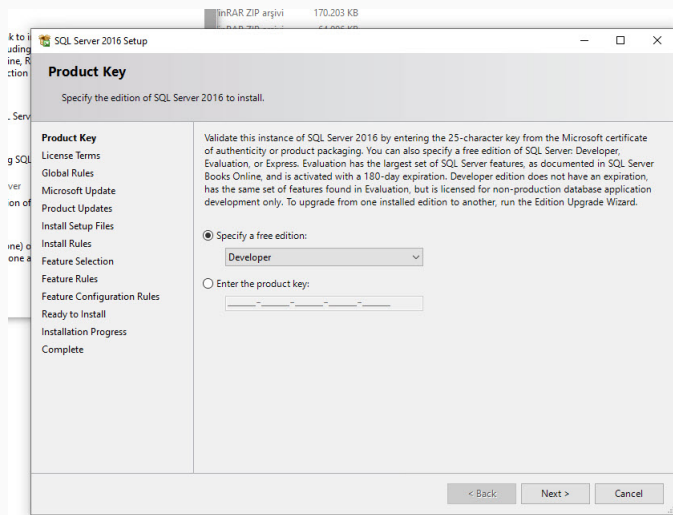 inRAR ZIP arşivi 170.203 KB
SQL Server 2016 Setup
Product Key
Specify the edition of SQL Server 2016 to install.
Product Key
License Terms
Global Rules
Microsoft Update
Product Updates
Install Setup Files
Install Rules
Feature Selection
Feature Rules
Feature Configuration Rules
Ready to Install
Installation Progress
Complete
Validate this instance of SQL Server 2016 by entering the 25-character key from the Microsoft certificate
of authenticity or product packaging. You can also specify a free edition of SQL Server: Developer,
Evaluation, or Express. Evaluation has the largest set of SQL Server features, as documented in SQL Server
Books Online, and is activated with a 180-day expiration. Developer edition does not have an expiration,
has the same set of features found in Evaluation, but is licensed for non-production database application
development only. To upgrade from one installed edition to another, run the Edition Upgrade Wizard.
Specify a free edition:
Developer
Enter the product key:
_____-_____-_____-_____-_____
< Back
Next >
Cancel